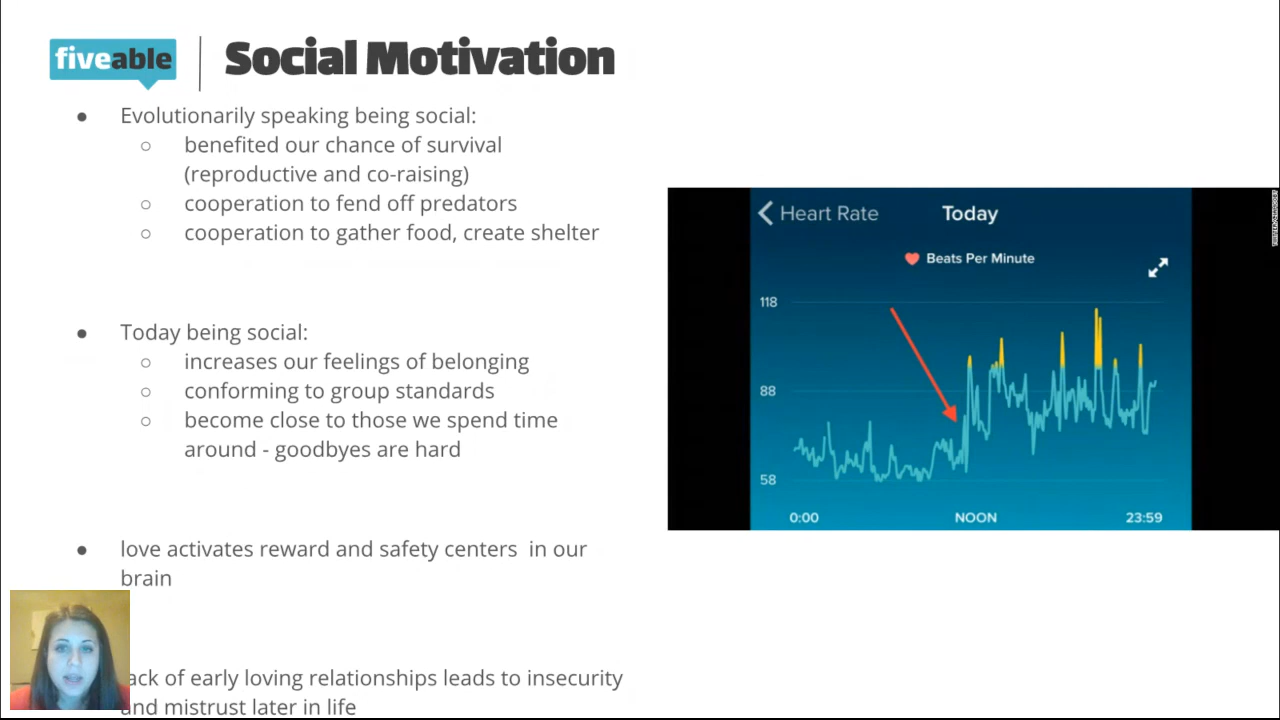 fiveable
Social Motivation
● Evolutionarily speaking being social:
○ benefited our chance of survival
(reproductive and co-raising)
○ cooperation to fend off predators
○ cooperation to gather food, create shelter
● Today being social:
○ increases our feelings of belonging
○ conforming to group standards
○ become close to those we spend time
around - goodbyes are hard
● love activates reward and safety centers in our
brain
lack of early loving relationships leads to insecurity
and mistrust later in life
Heart Rate
Today
Beats Per Minute
118
88
58
0:00 NOON 23:59